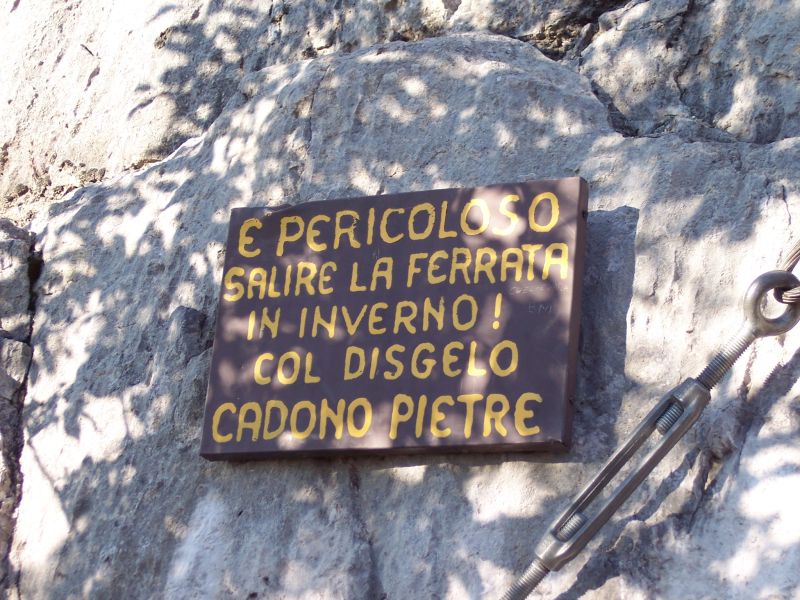 E PERICOLOSO
SALIRE LA FERRATA
IN INVERNO!
COL DISGELO
CADONO PIETRE